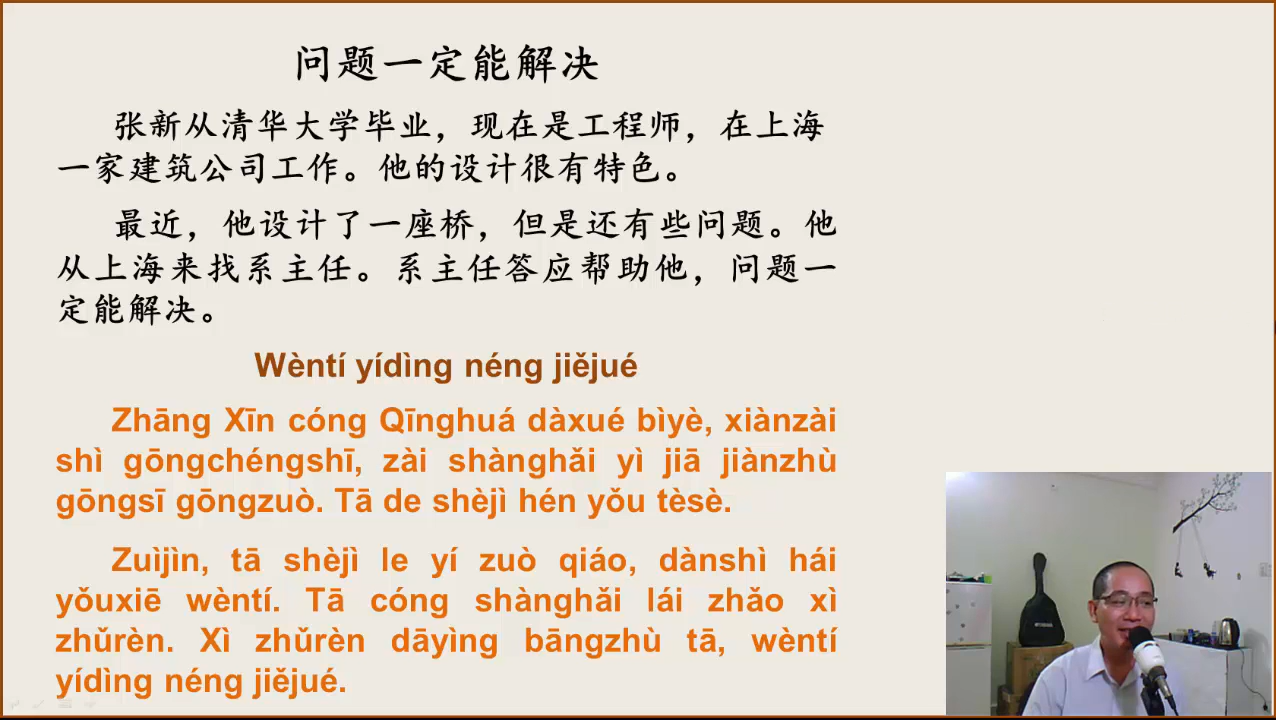 问题一定能解决
张新从清华大学毕业，现在是工程师，在上海
一家建筑公司工作。他的设计很有特色。
最近，他设计了一座桥，但是还有些问题。他
从上海来找系主任。系主任答应帮助他，问题一
定能解决。
Wèntí yídìng néng jiějué
Zhāng Xīn cóng Qīnghuá dàxué bìyè, xiànzài
shì gōngchéngshī, zài shànghǎi yì jiā jiànzhù
gōngsī gōngzuò. Tā de shèjì hén yǒu tèsè.
Zuìjìn, tā shèjì le yí zuò qiáo, dànshì hái
yǒuxiē wèntí. Tā cóng shànghǎi lái zhǎo xì
zhǔrèn. Xì zhǔrèn dāyìng bāngzhù tā, wèntí
yídìng néng jiějué.